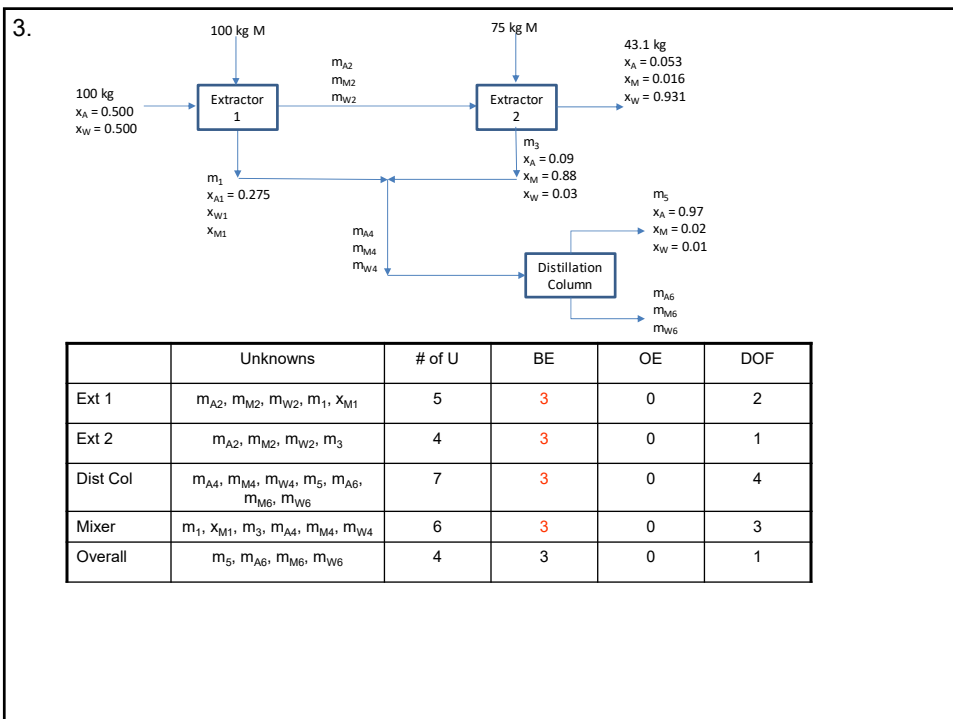 3.
100 kg M
75 kg M
43.1 kg
x_A = 0.053
x_M = 0.016
x_W = 0.931
m_A2
m_M2
m_W2
100 kg
x_A = 0.500
x_W = 0.500
Extractor
1
Extractor
2
m_1
x_A1 = 0.275
x_W1
x_M1
m_3
x_A = 0.09
x_M = 0.88
x_W = 0.03
m_A4
m_M4
m_W4
m_5
x_A = 0.97
x_M = 0.02
x_W = 0.01
Distillation
Column
m_A6
m_M6
m_W6
Unknowns # of U BE OE DOF
Ext 1 m_A2, m_M2, m_W2, m_1, x_M1 5 3 0 2
Ext 2 m_A2, m_M2, m_W2, m_3 4 3 0 1
Dist Col m_A4, m_M4, m_W4, m_5, m_A6, 7 3 0 4
m_M6, m_W6
Mixer m_1, x_M1, m_3, m_A4, m_M4, m_W4 6 3 0 3
Overall m_5, m_A6, m_M6, m_W6 4 3 0 1